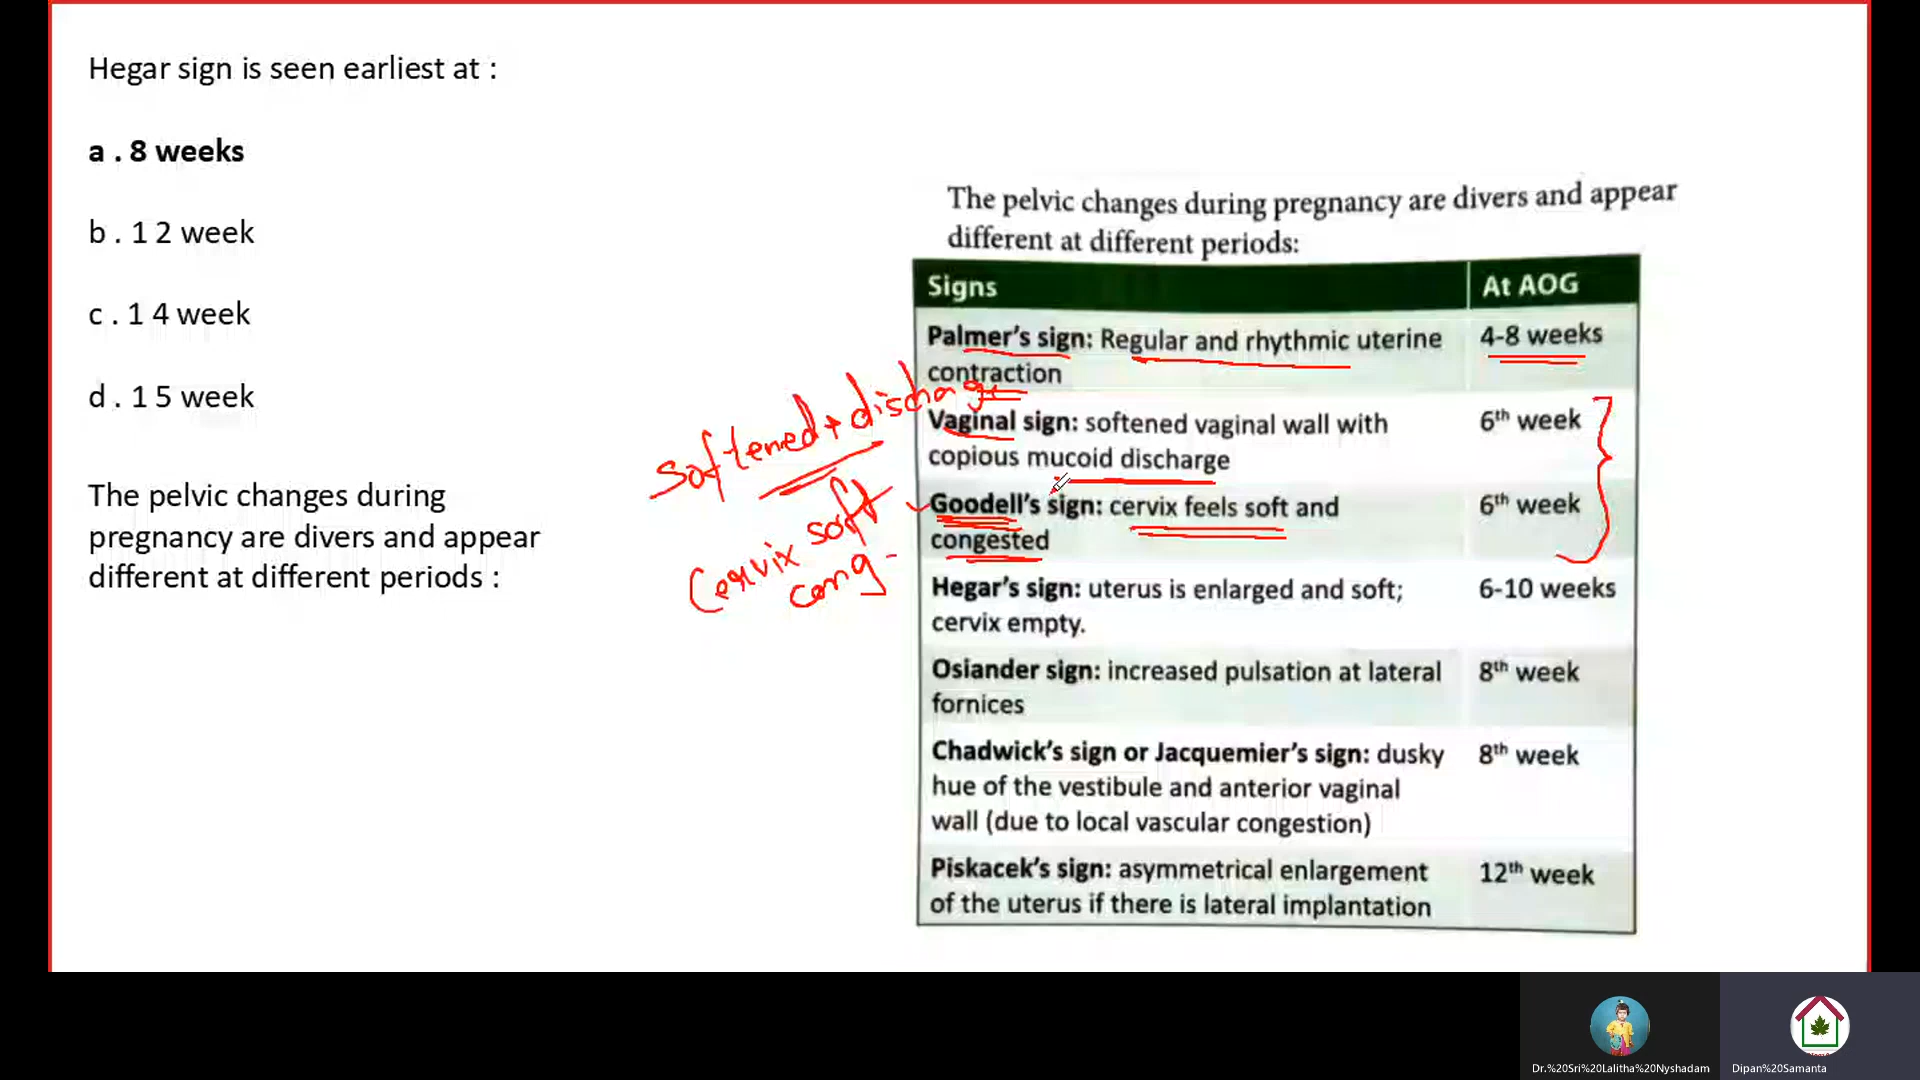 Hegar sign is seen earliest at :
a . 8 weeks
b . 1 2 week
c . 1 4 week
d . 1 5 week
The pelvic changes during
pregnancy are divers and appear
different at different periods :
The pelvic changes during pregnancy are divers and appear
different at different periods:
Signs At AOG
Palmer's sign: Regular and rhythmic uterine 4-8 weeks
contraction
Vaginal sign: softened vaginal wall with 6th week
copious mucoid discharge
Goodell's sign: cervix feels soft and 6th week
congested
Hegar's sign: uterus is enlarged and soft; 6-10 weeks
cervix empty.
Osiander sign: increased pulsation at lateral 8th week
fornices
Chadwick's sign or Jacquemier's sign: dusky 8th week
hue of the vestibule and anterior vaginal
wall (due to local vascular congestion)
Piskacek's sign: asymmetrical enlargement 12th week
of the uterus if there is lateral implantation
softened + discharg
Cervix soft
cong -
Dr.%20Sri%20Lalitha%20Nyshadam
Dipan%20Samanta